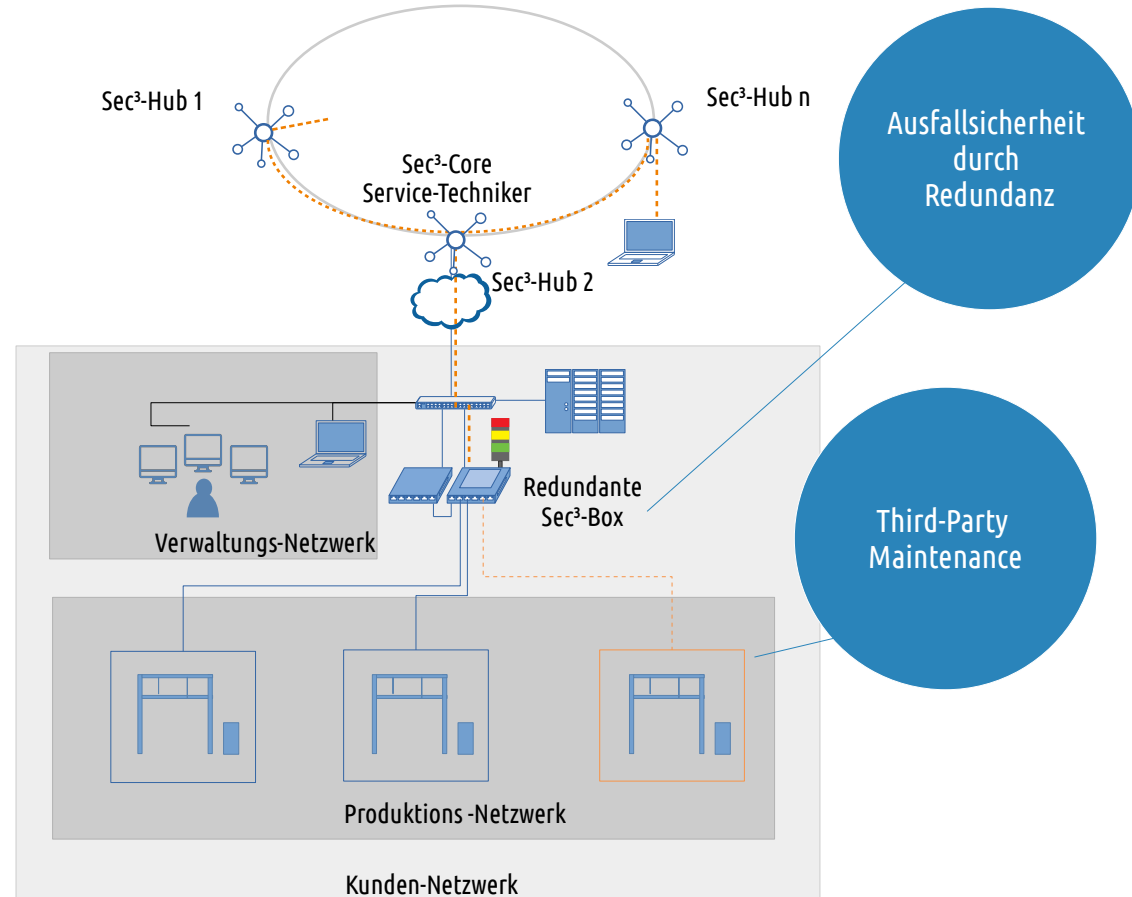 Sec³-Hub 1
Sec³-Hub n
Sec³-Core
Service-Techniker
Sec³-Hub 2
Ausfallsicherheit
durch
Redundanz
Redundante
Sec³-Box
Verwaltungs-Netzwerk
Third-Party
Maintenance
Produktions -Netzwerk
Kunden-Netzwerk